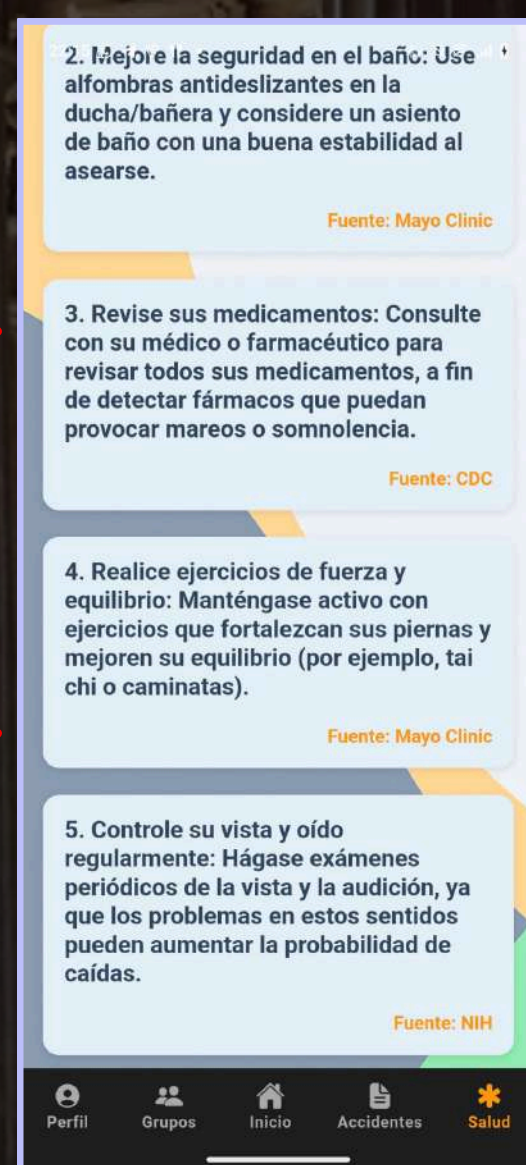 2. Mejore la seguridad en el baño: Use
alfombras antideslizantes en la
ducha/bañera y considere un asiento
de baño con una buena estabilidad al
asearse.
Fuente: Mayo Clinic
3. Revise sus medicamentos: Consulte
con su médico o farmacéutico para
revisar todos sus medicamentos, a fin
de detectar fármacos que puedan
provocar mareos o somnolencia.
Fuente: CDC
4. Realice ejercicios de fuerza y
equilibrio: Manténgase activo con
ejercicios que fortalezcan sus piernas y
mejoren su equilibrio (por ejemplo, tai
chi o caminatas).
Fuente: Mayo Clinic
5. Controle su vista y oído
regularmente: Hágase exámenes
periódicos de la vista y la audición, ya
que los problemas en estos sentidos
pueden aumentar la probabilidad de
caídas.
Fuente: NIH
Perfil Grupos Inicio Accidentes Salud